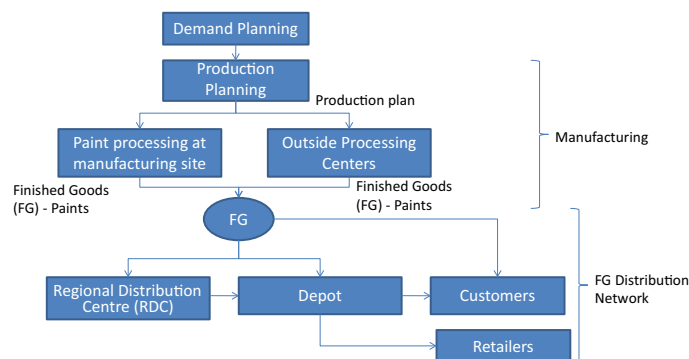 Demand Planning
Production
Planning
Production plan
Paint processing at
manufacturing site
Outside Processing
Centers
Manufacturing
Finished Goods
(FG) - Paints
Finished Goods
(FG) - Paints
FG
Regional Distribution
Centre (RDC)
Depot
Customers
FG Distribution
Network
Retailers